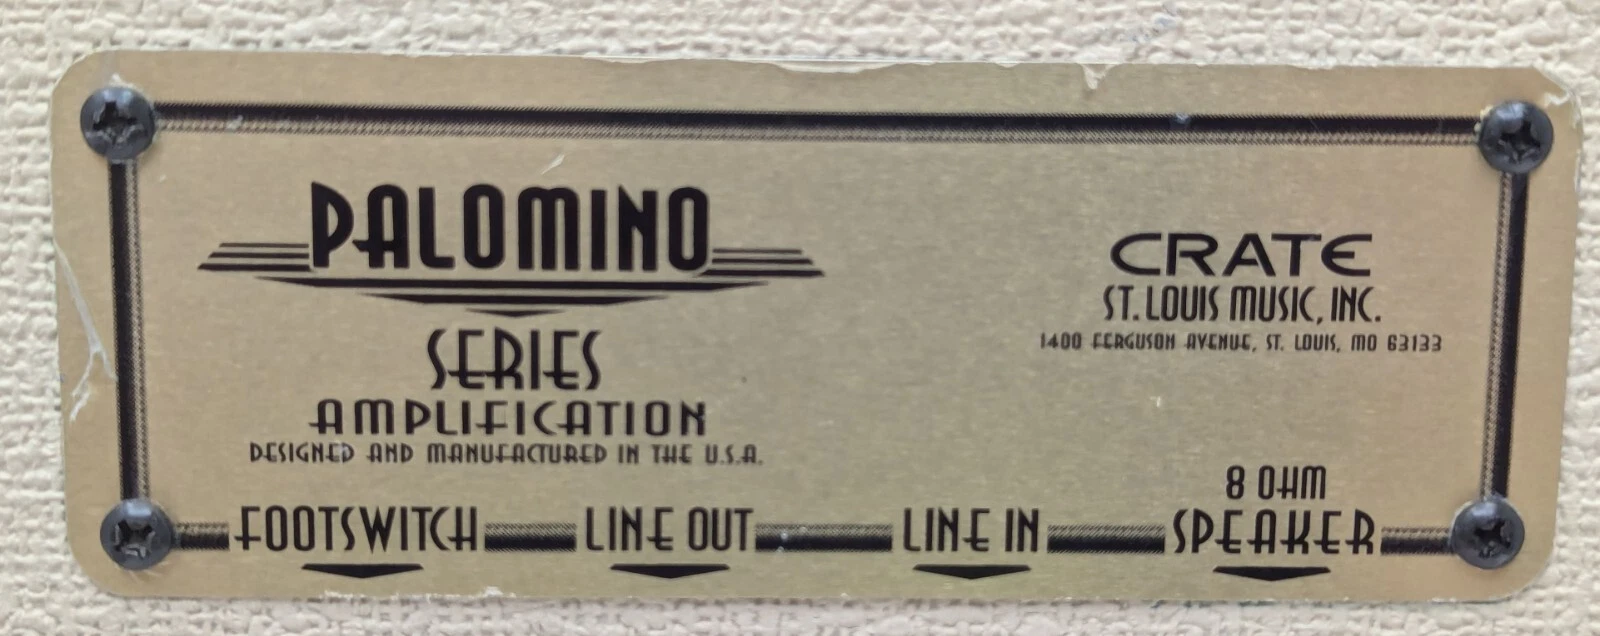 PALOMINO
SERIES
AMPLIFICATION
DESIGNED AND MANUFACTURED IN THE U.S.A.
CRATE
ST. LOUIS MUSIC, INC.
1400 FERGUSON AVENUE, ST. LOUIS, MO 63133
8 OHM
FOOTSWITCH LINE OUT LINE IN SPEAKER